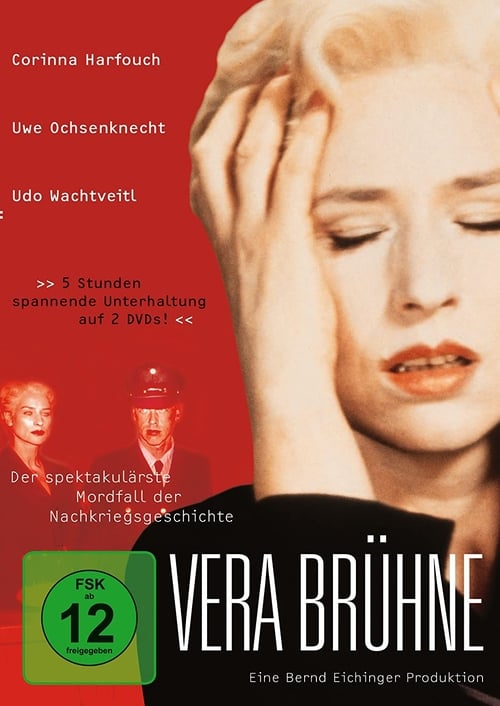 Corinna Harfouch
Uwe Ochsenknecht
Udo Wachtveitl
>> 5 Stunden
spannende Unterhaltung
auf 2 DVDs! <<
Der spektakulärste
Mordfall der
Nachkriegsgeschichte
FSK
ab
12
freigegeben
VERA BRÜHNE
Eine Bernd Eichinger Produktion